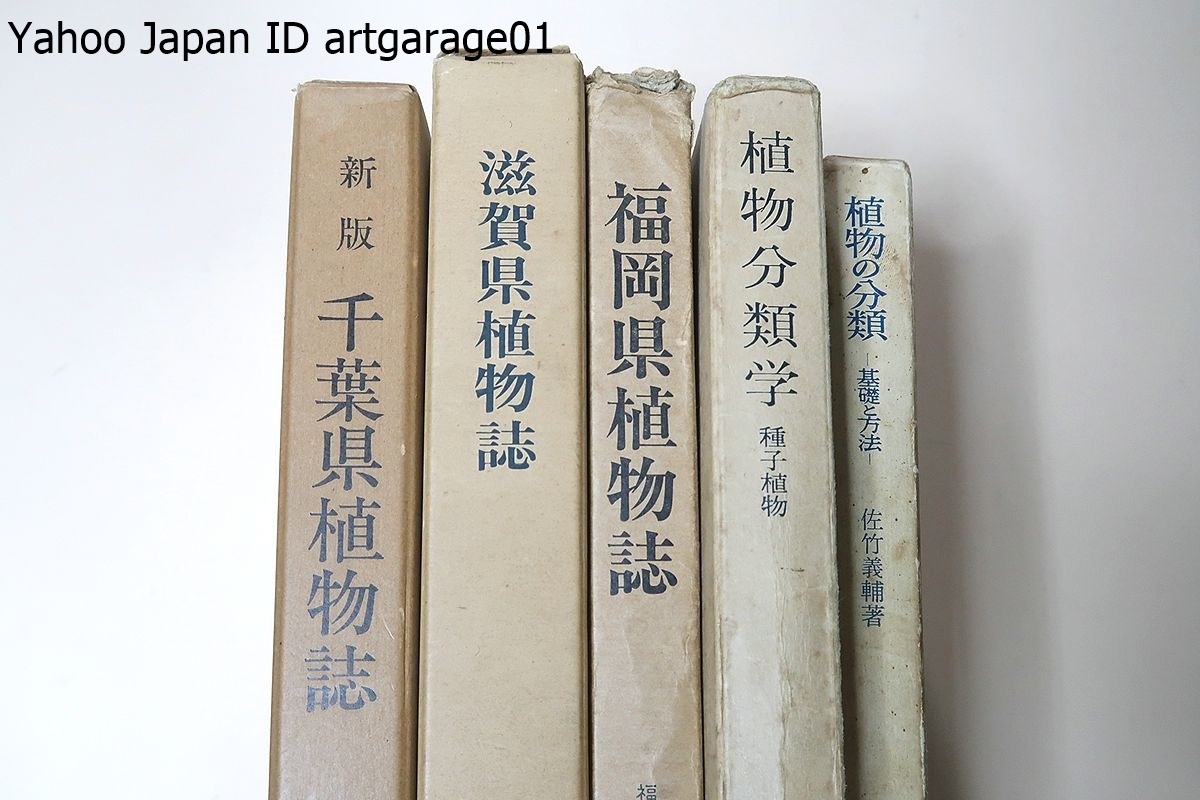 Yahoo Japan ID artgarage01
新版 千葉県植物誌
滋賀県植物誌
福岡県植物誌
福
植物分類学 種子植物
植物の分類 ―基礎と方法― 佐竹義輔著